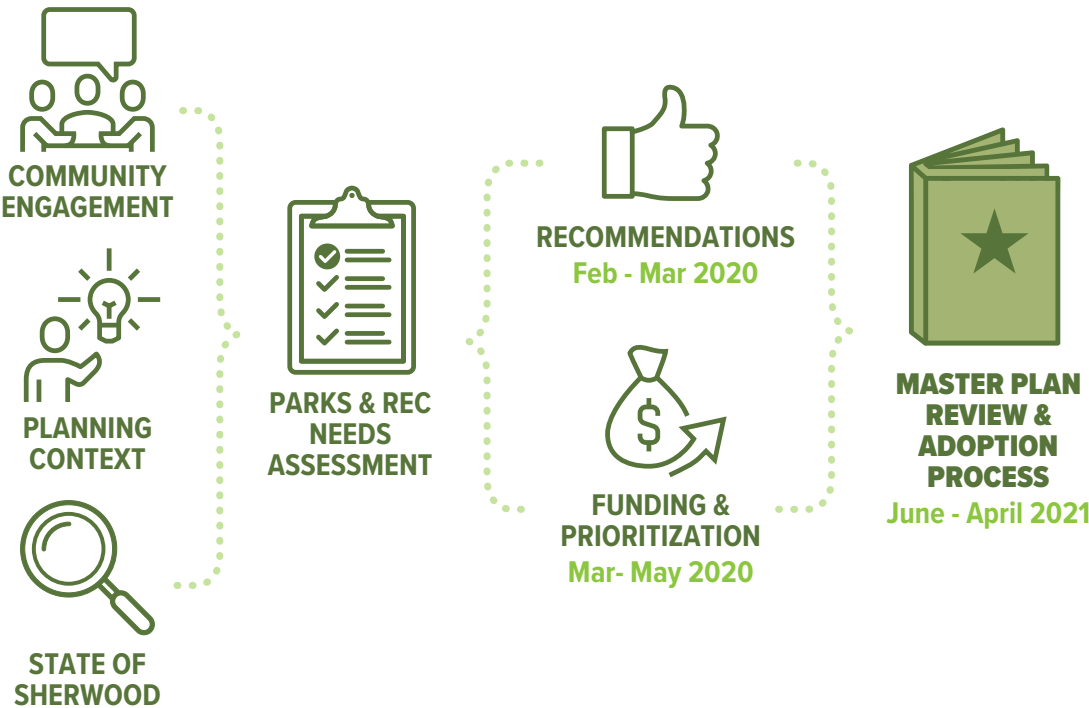 COMMUNITY
ENGAGEMENT
PLANNING
CONTEXT
STATE OF
SHERWOOD
PARKS & REC
NEEDS
ASSESSMENT
RECOMMENDATIONS
Feb - Mar 2020
$
FUNDING &
PRIORITIZATION
Mar- May 2020
MASTER PLAN
REVIEW &
ADOPTION
PROCESS
June - April 2021